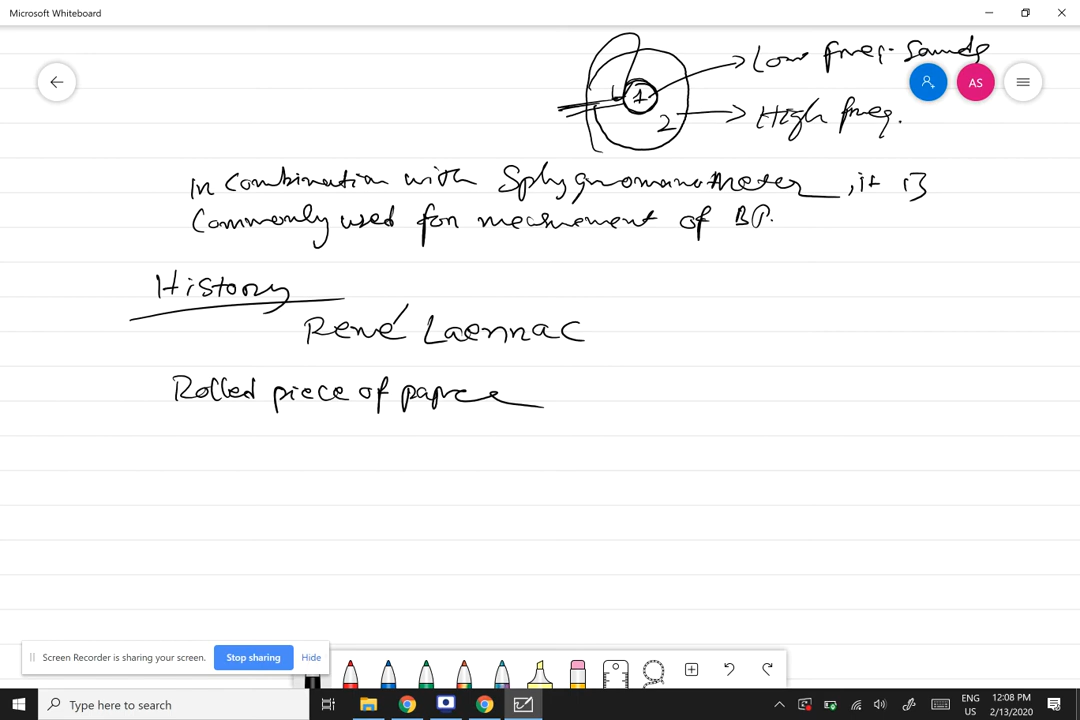 Microsoft Whiteboard
Low freq. Sounds
AS
1
2
High freq.
In Combination with Sphygnomanotheter, it is
Commonly used for mecsurement of BP.
History
René Laennac
Rolled piece of paper
Screen Recorder is sharing your screen.
Stop sharing
Hide
Type here to search
ENG
US
12:08 PM
2/13/2020